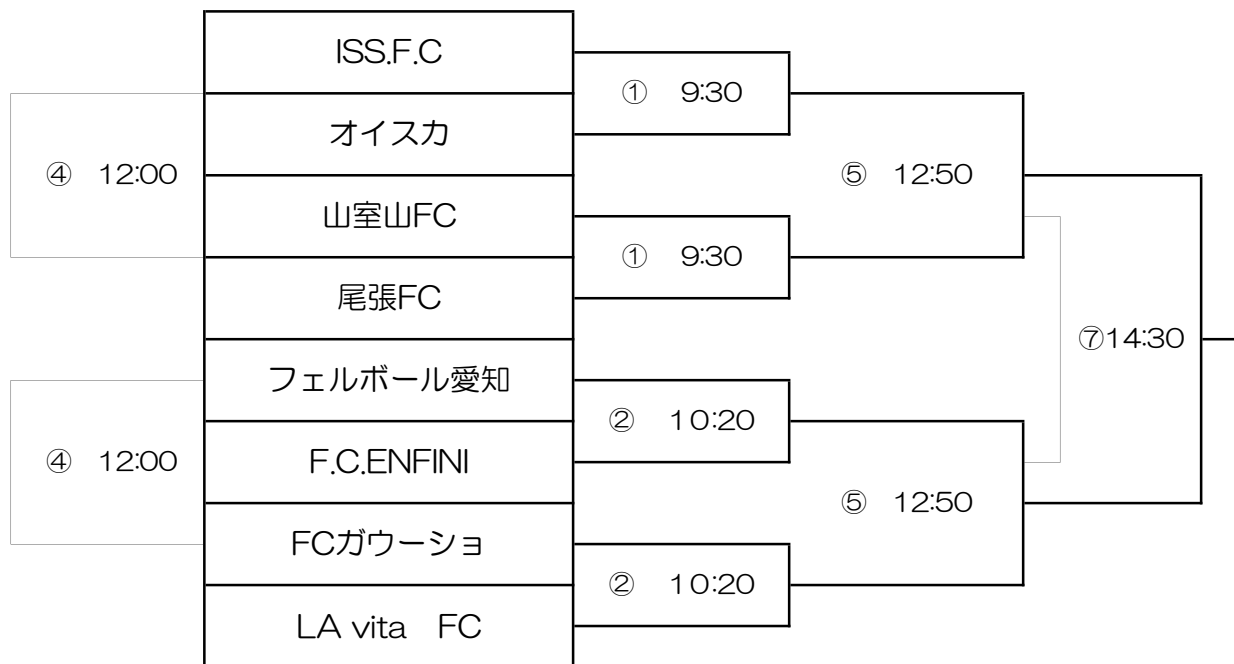 ISS.F.C
① 9:30
オイスカ
④ 12:00
⑤ 12:50
山室山FC
① 9:30
尾張FC
⑦14:30
フェルボール愛知
② 10:20
④ 12:00
F.C.ENFINI
⑤ 12:50
FCガウーショ
② 10:20
LA vita　FC